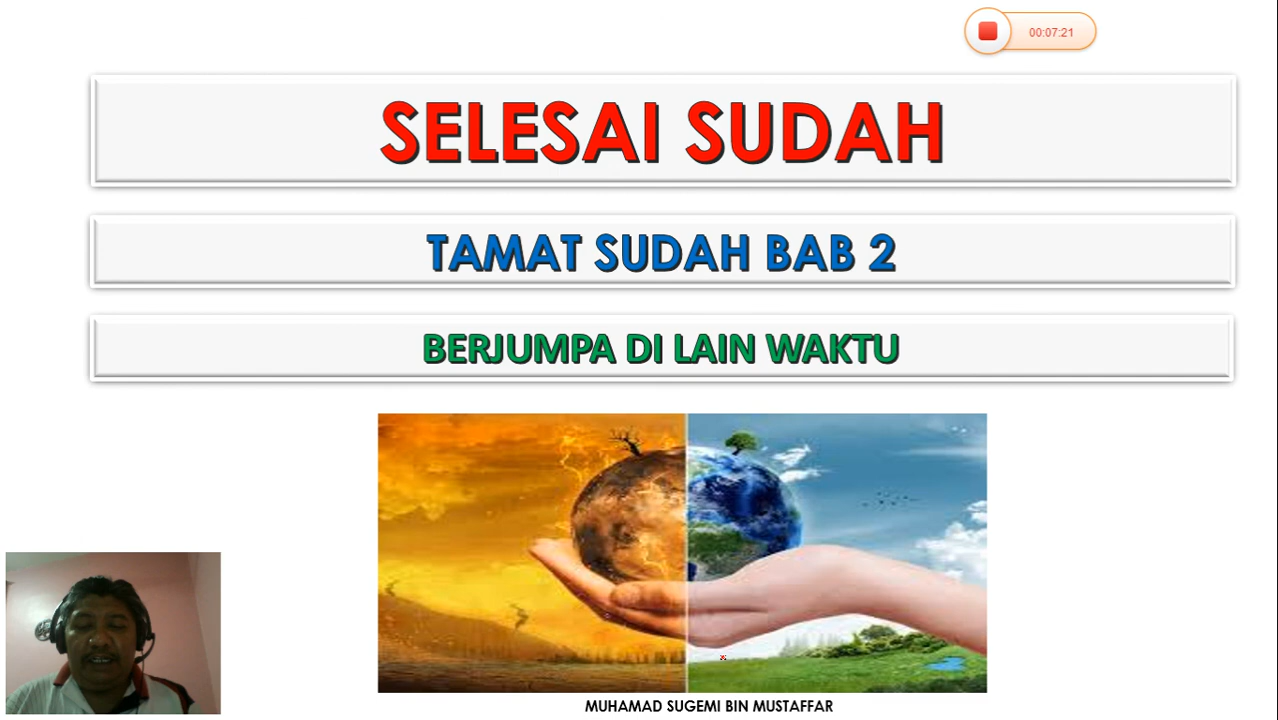 00:07:21
SELESAI SUDAH
TAMAT SUDAH BAB 2
BERJUMPA DI LAIN WAKTU
MUHAMAD SUGEMI BIN MUSTAFFAR